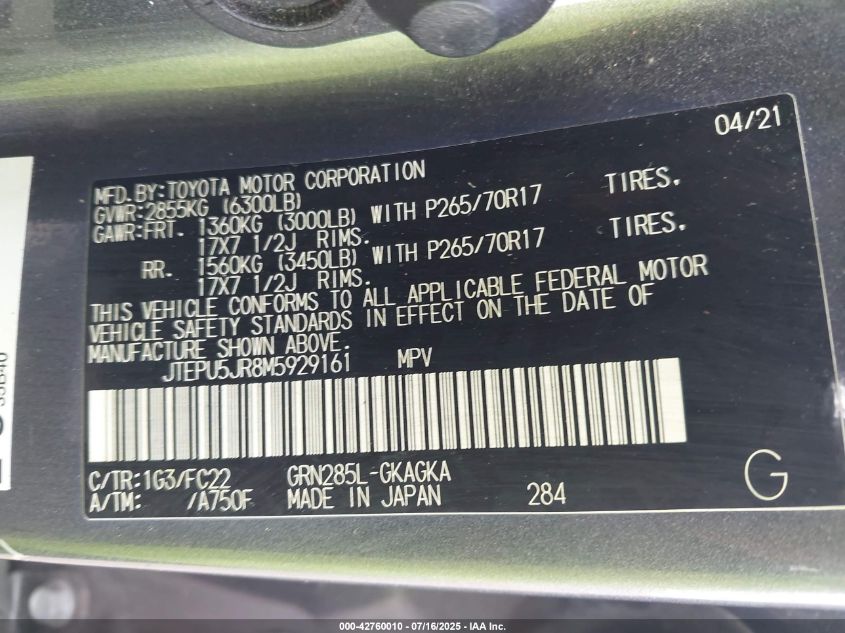 04/21
MFD.BY:TOYOTA MOTOR CORPORATION
GVWR:2855KG (6300LB)
GAWR:FRT. 1360KG (3000LB) WITH P265/70R17 TIRES.
17X7 1/2J RIMS.
RR. 1560KG (3450LB) WITH P265/70R17 TIRES.
17X7 1/2J RIMS.
THIS VEHICLE CONFORMS TO ALL APPLICABLE FEDERAL MOTOR
VEHICLE SAFETY STANDARDS IN EFFECT ON THE DATE OF
MANUFACTURE SHOWN ABOVE.
JTEPU5JR8M5929161 MPV
C/TR:1G3/FC22 GRN285L-GKAGKA
A/TM: /A750F MADE IN JAPAN 284 G
000-42760010 - 07/16/2025 - IAA Inc.